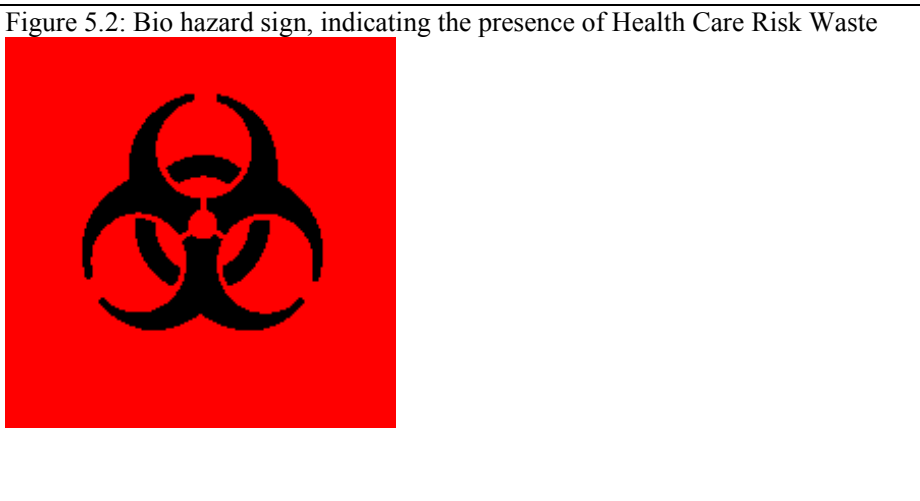 Figure 5.2: Bio hazard sign, indicating the presence of Health Care Risk Waste